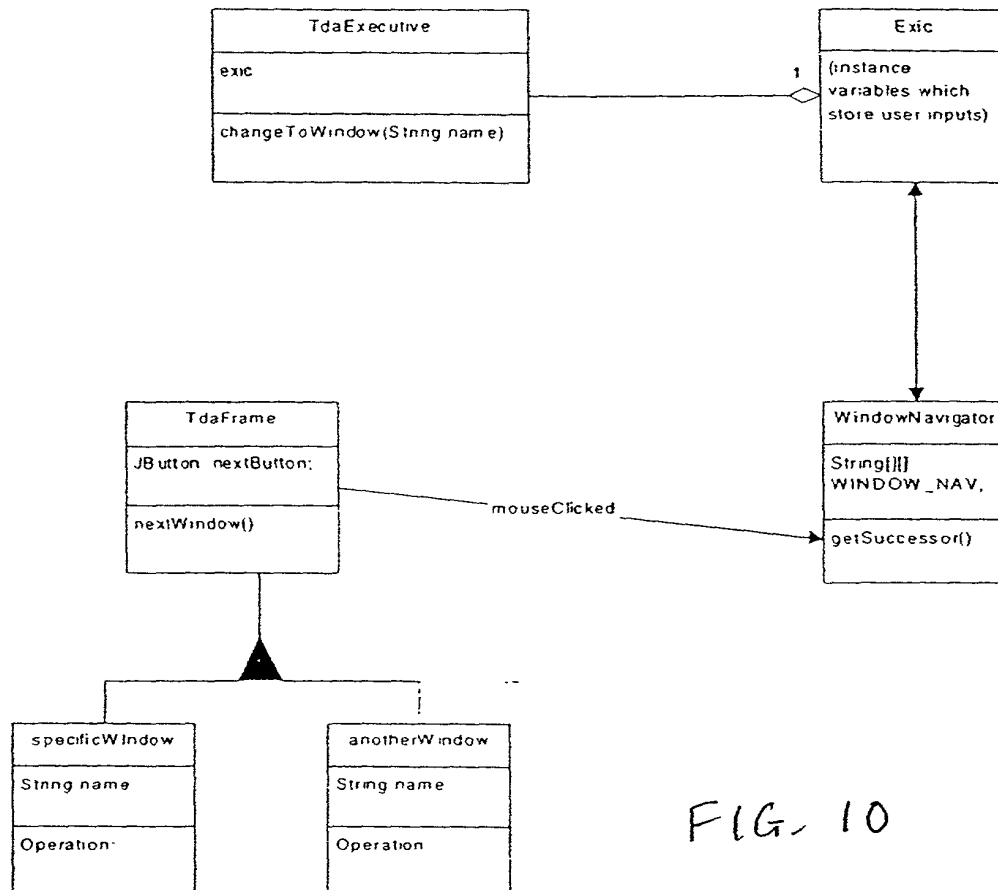 TdaExecutive
exic
changeToWindow(String name)
1
Exic
(instance
variables which
store user inputs)
TdaFrame
JButton nextButton;
nextWindow()
mouseClicked
WindowNavigator
String[][]
WINDOW_NAV,
getSuccessor()
specificWindow
String name
Operation
anotherWindow
String name
Operation
FIG. 10